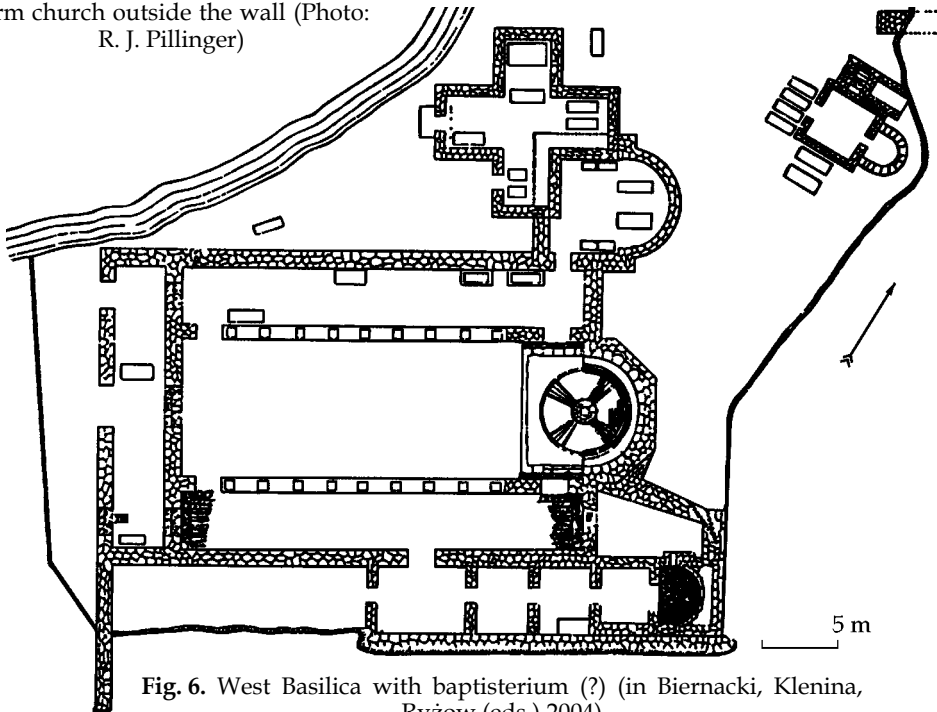 rm church outside the wall (Photo:
R. J. Pillinger)
5 m
Fig. 6. West Basilica with baptisterium (?) (in Biernacki, Klenina,
Ryżow (eds.) 2004)